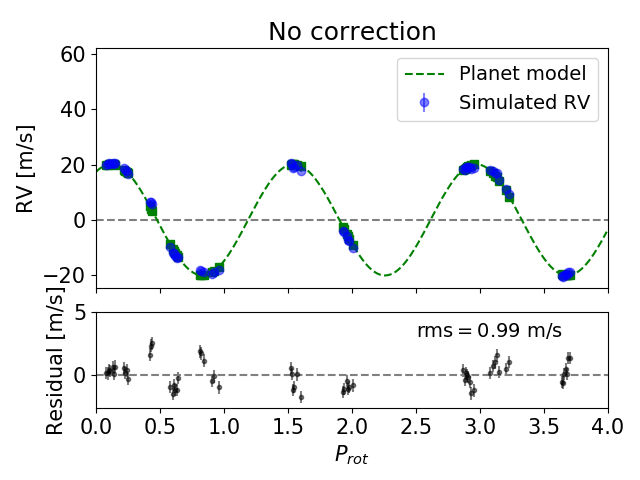 No correction
60
40
20
0
−20
RV [m/s]
Planet model
Simulated RV
5
0
Residual [m/s]
rms = 0.99 m/s
0.0 0.5 1.0 1.5 2.0 2.5 3.0 3.5 4.0
P_rot